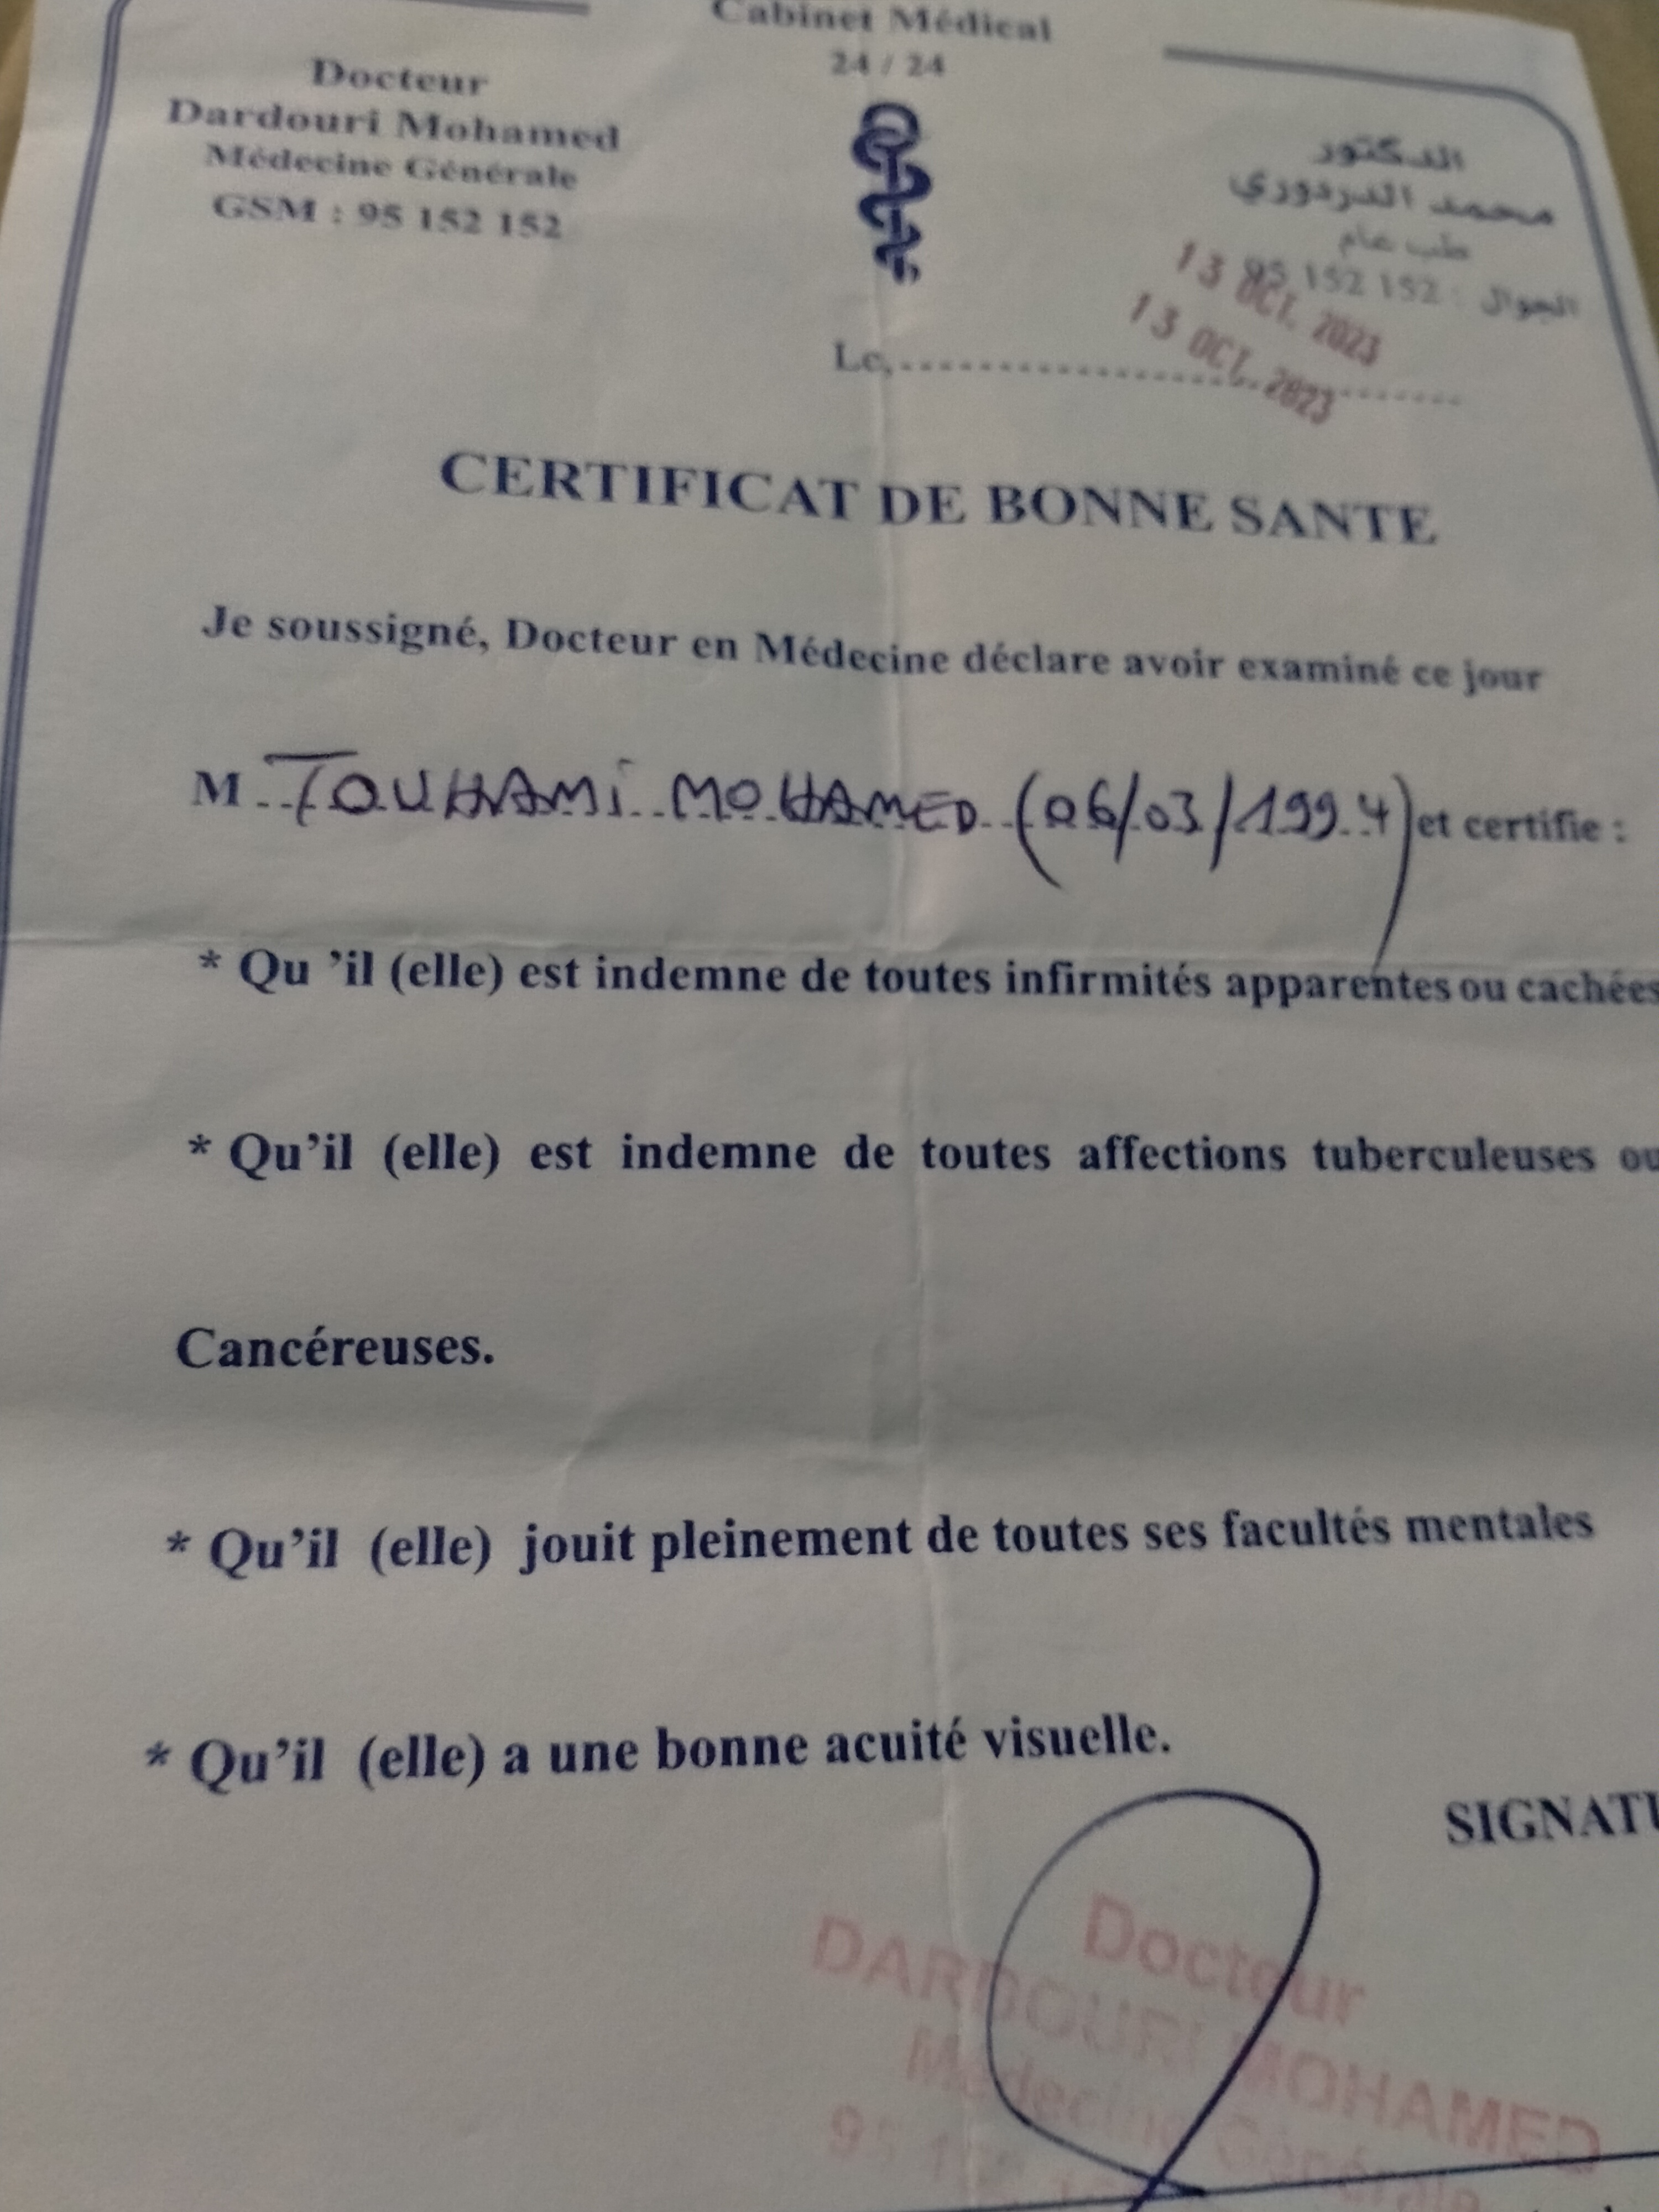 Cabinet Médical
24 / 24
Docteur
Dardouri Mohamed
Médecine Générale
GSM : 95 152 152
الدكتور
محمد الدردوري
طب عام
الجوال : 95 152 152
13 OCT. 2023
13 OCT. 2023
Le,
CERTIFICAT DE BONNE SANTE
Je soussigné, Docteur en Médecine déclare avoir examiné ce jour
M TOUHAMI MOHAMED (06/03/1994) et certifie :
* Qu 'il (elle) est indemne de toutes infirmités apparentes ou cachées
* Qu'il (elle) est indemne de toutes affections tuberculeuses ou
Cancéreuses.
* Qu'il (elle) jouit pleinement de toutes ses facultés mentales
* Qu'il (elle) a une bonne acuité visuelle.
SIGNATU
Docteur
DARDOURI MOHAMED
Médecine Générale